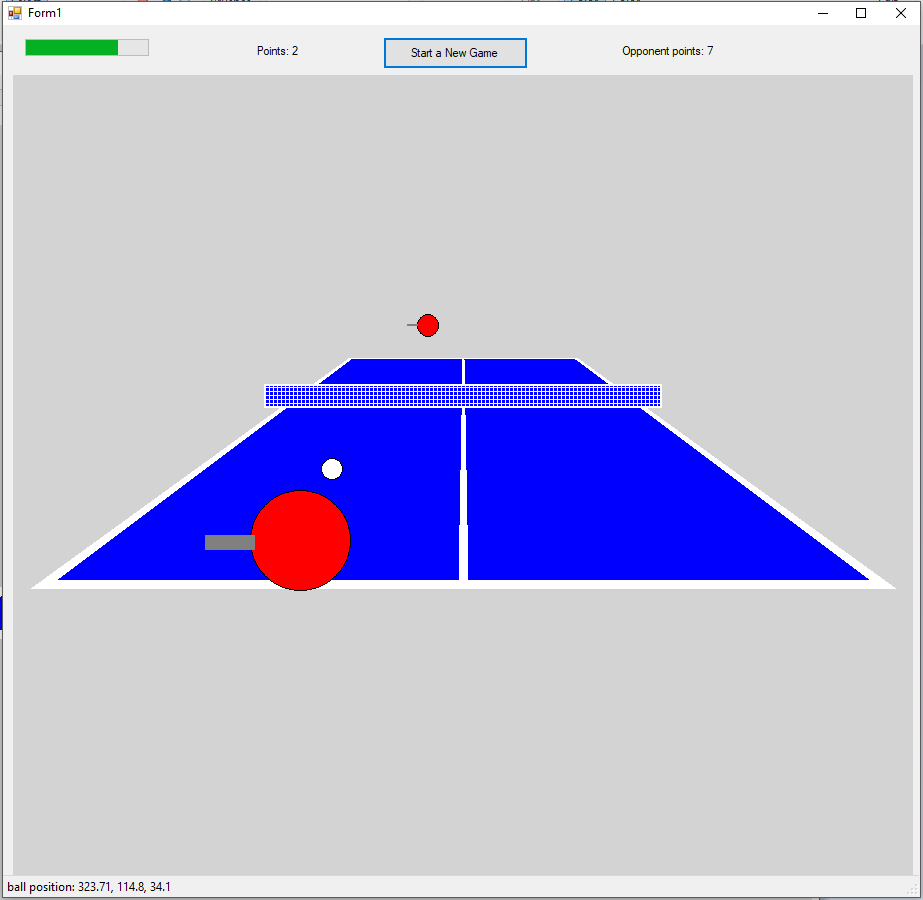 Form1
Points: 2
Start a New Game
Opponent points: 7
ball position: 323.71, 114.8, 34.1